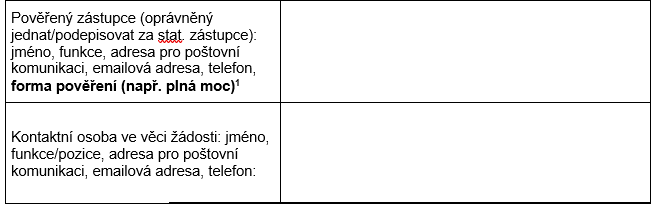 Pověřený zástupce (oprávněný
jednat/podepisovat za stat. zástupce):
jméno, funkce, adresa pro poštovní
komunikaci, emailová adresa, telefon,
forma pověření (např. plná moc)¹
Kontaktní osoba ve věci žádosti: jméno,
funkce/pozice, adresa pro poštovní
komunikaci, emailová adresa, telefon: